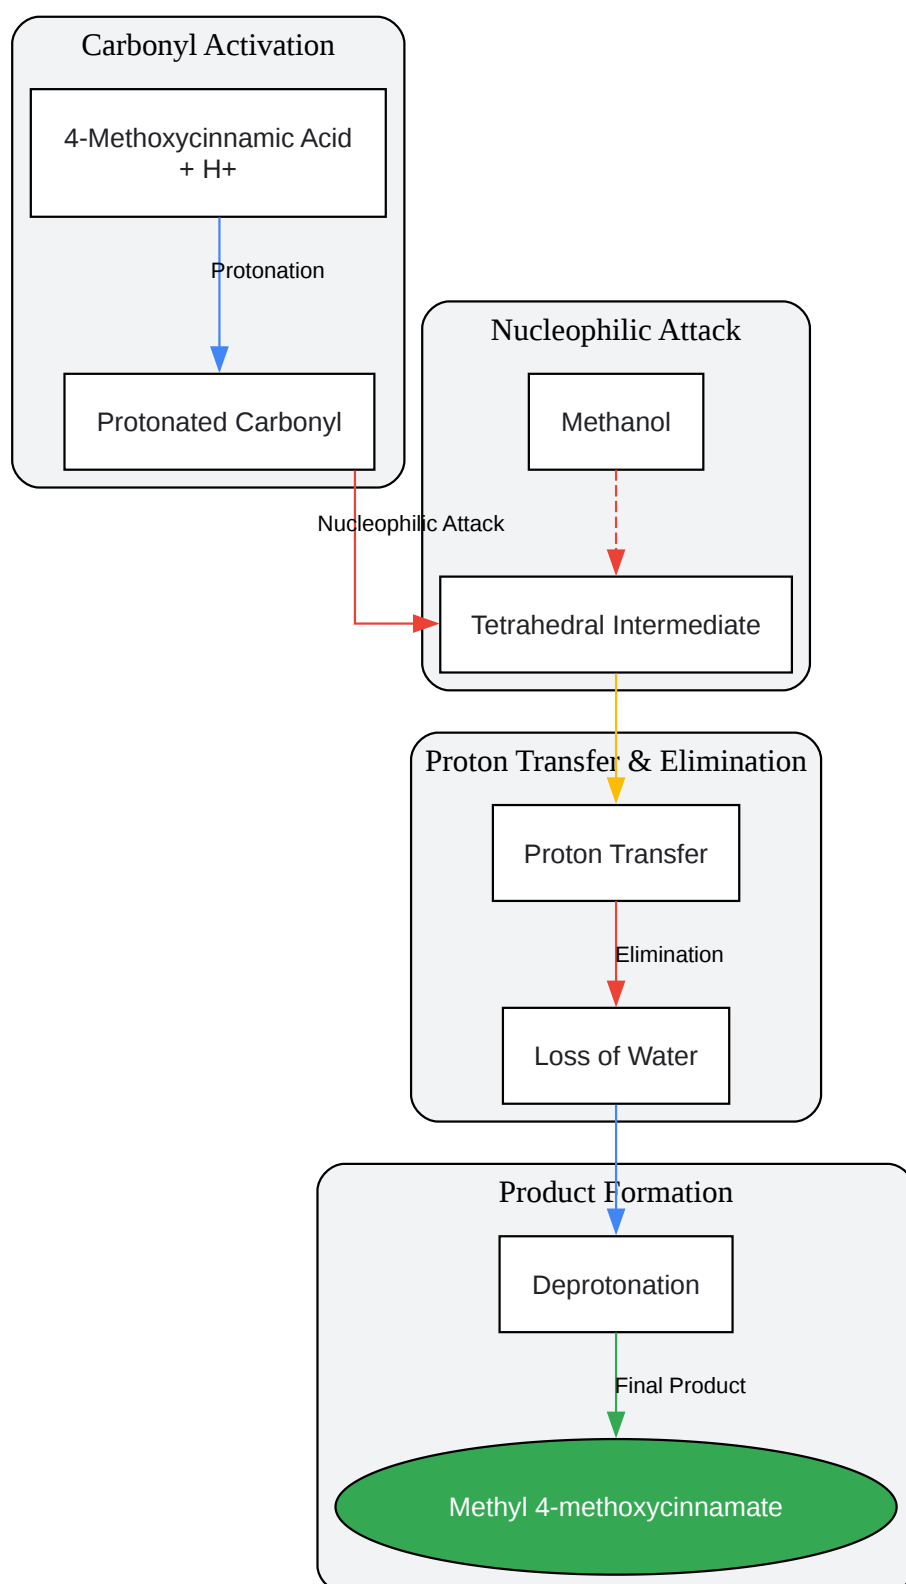 Carbonyl Activation
4-Methoxycinnamic Acid
+ H+
Protonation
Protonated Carbonyl
Nucleophilic Attack
Methanol
Nucleophilic Attack
Tetrahedral Intermediate
Proton Transfer & Elimination
Proton Transfer
Elimination
Loss of Water
Product Formation
Deprotonation
Final Product
Methyl 4-methoxycinnamate